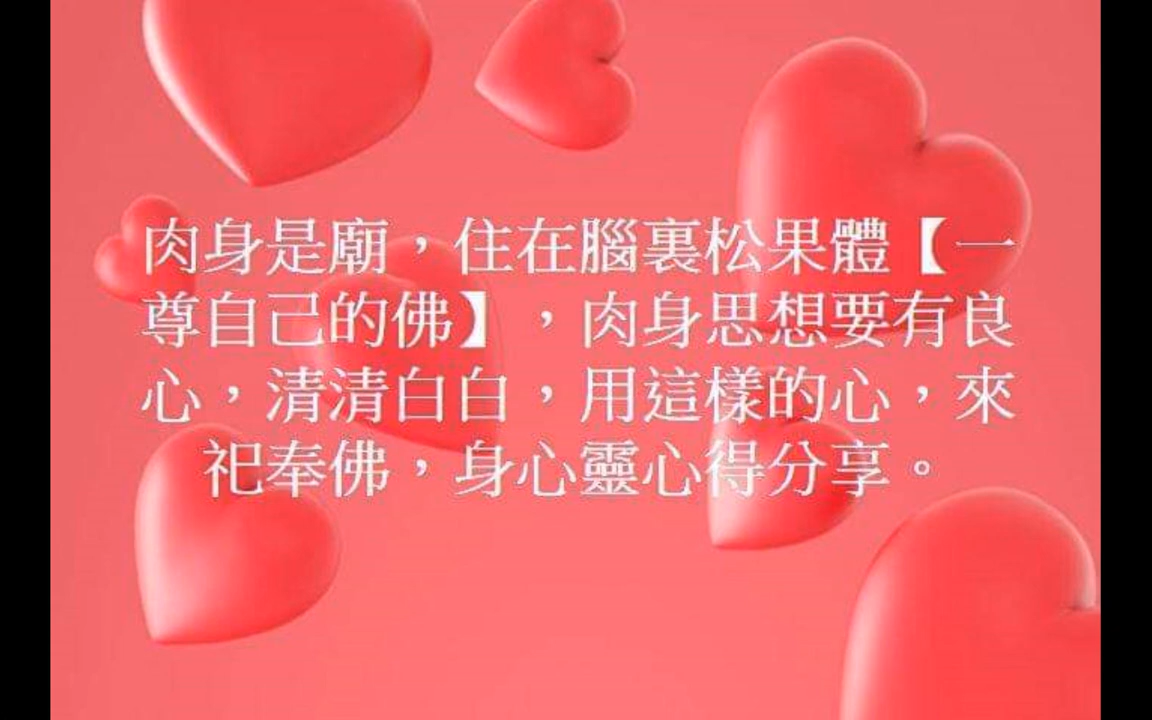 肉身是廟，住在腦裏松果體【一
尊自己的佛】，肉身思想要有良
心，清清白白，用這樣的心，來
祀奉佛，身心靈心得分享。